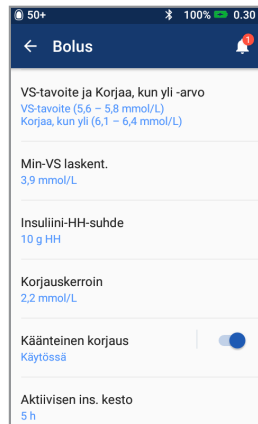 50+ 100% 0.30
Bolus
1
VS-tavoite ja Korjaa, kun yli -arvo
VS-tavoite (5,6 – 5,8 mmol/L)
Korjaa, kun yli (6,1 – 6,4 mmol/L)
Min-VS laskent.
3,9 mmol/L
Insuliini-HH-suhde
10 g HH
Korjauskerroin
2,2 mmol/L
Käänteinen korjaus
Käytössä
Aktiivisen ins. kesto
5 h